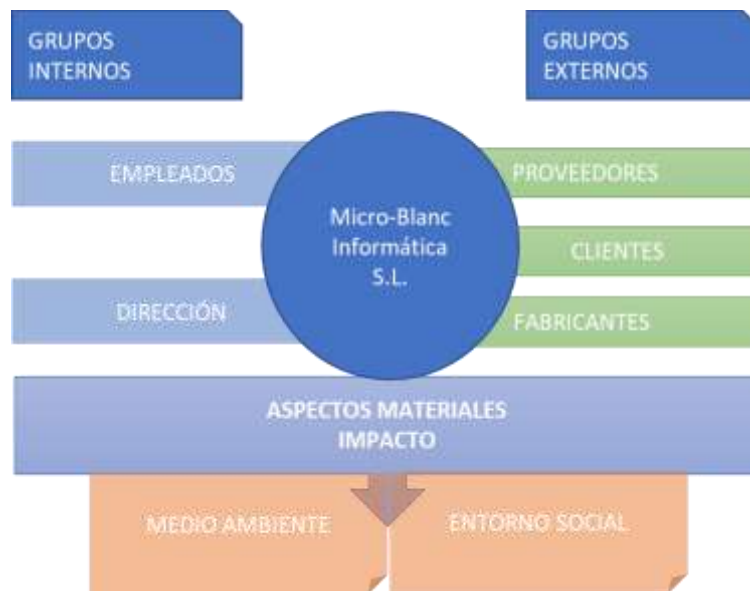 GRUPOS
INTERNOS
GRUPOS
EXTERNOS
EMPLEADOS
DIRECCIÓN
Micro-Blanc
Informática
S.L.
PROVEEDORES
CLIENTES
FABRICANTES
ASPECTOS MATERIALES
IMPACTO
MEDIO AMBIENTE
ENTORNO SOCIAL